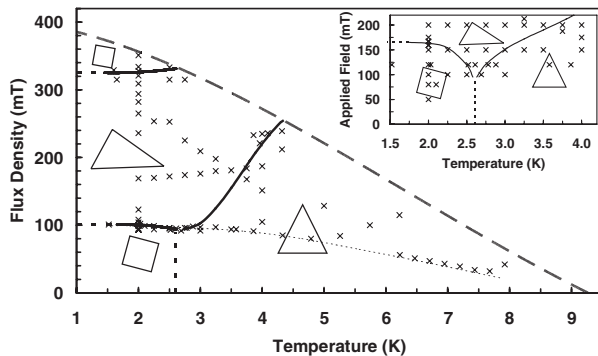 400
300
200
100
0
Flux Density (mT)
1 2 3 4 5 6 7 8 9
Temperature (K)
200
150
100
50
0
Applied Field (mT)
1.5 2.0 2.5 3.0 3.5 4.0
Temperature (K)